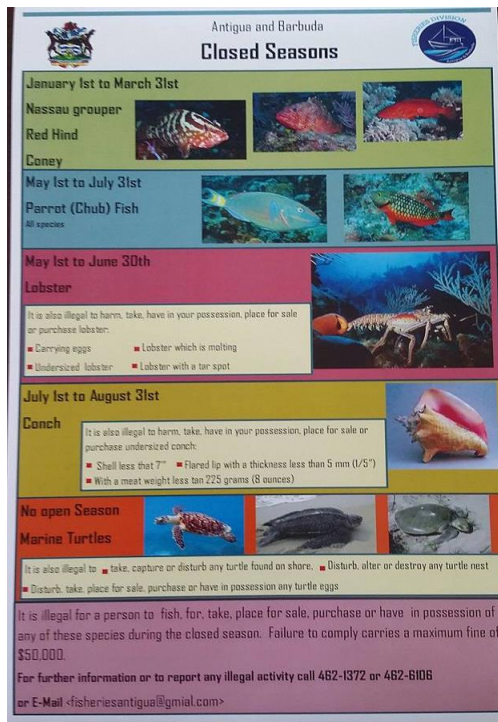 Antigua and Barbuda
Closed Seasons
FISHERIES DIVISION
January 1st to March 31st
Nassau grouper
Red Hind
Coney
May 1st to July 31st
Parrot (Chub) Fish
All species
May 1st to June 30th
Lobster
It is also illegal to harm, take, have in your possession, place for sale
or purchase lobster:
Carrying eggs
Lobster which is molting
Undersized lobster
Lobster with a tar spot
July 1st to August 31st
Conch
It is also illegal to harm, take, have in your possession, place for sale or
purchase undersized conch:
Shell less that 7" Flared lip with a thickness less than 5 mm (1/5")
With a meat weight less tan 225 grams (8 ounces)
No open Season
Marine Turtles
It is also illegal to take, capture or disturb any turtle found on shore, Disturb, alter or destroy any turtle nest
Disturb, take, place for sale, purchase or have in possession any turtle eggs
It is illegal for a person to fish, for, take, place for sale, purchase or have in possession of
any of these species during the closed season. Failure to comply carries a maximum fine of
$50,000.
For further information or to report any illegal activity call 462-1372 or 462-6106
or E-Mail <fisheriesantigua@gmial.com>